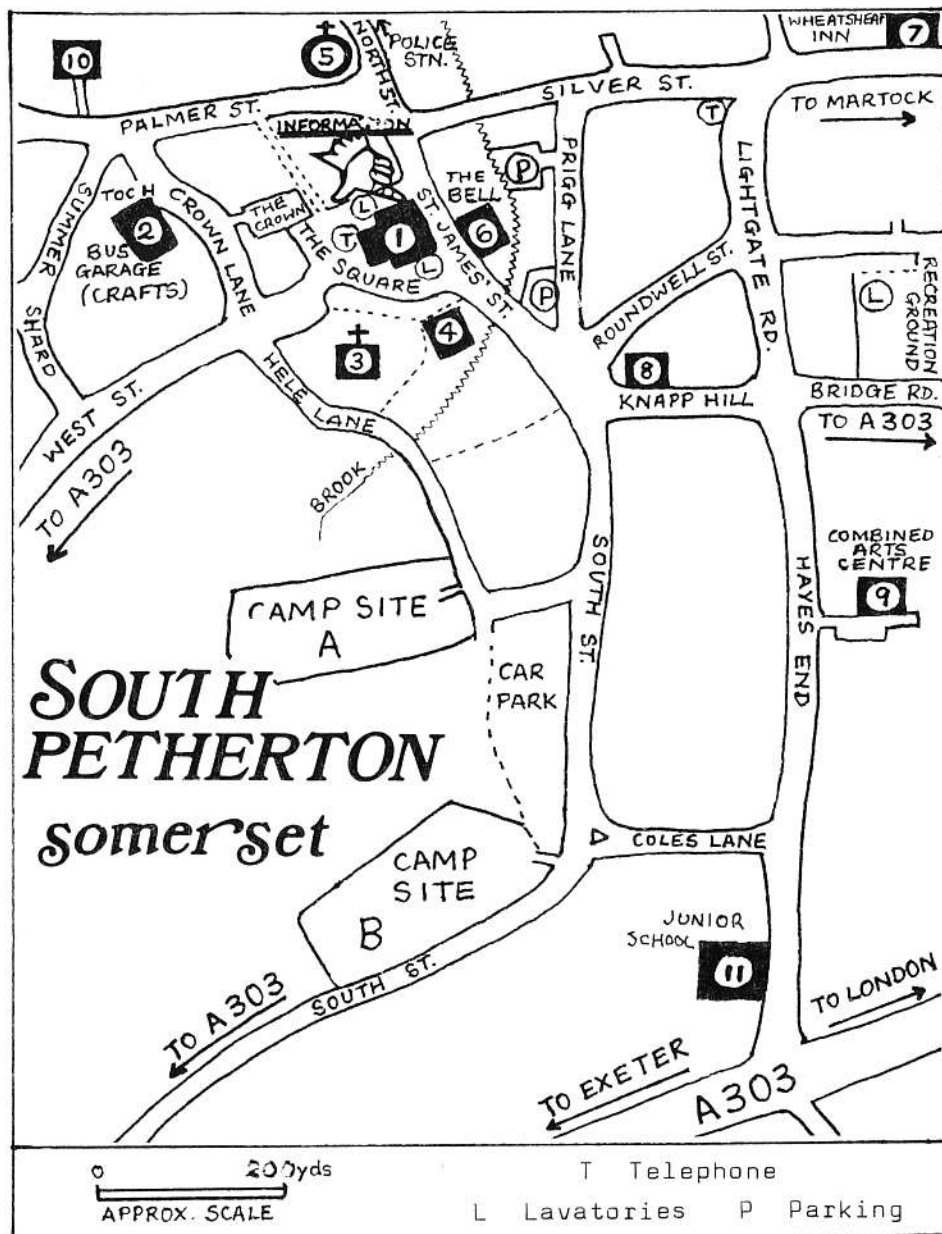 WHEATSHEAF
INN
7
10
5
NORTH ST.
POLICE
STN.
SILVER ST.
PALMER ST.
INFORMATION
T
TO MARTOCK
P
PRIGG LANE
THE
BELL
LIGHTGATE RD.
SUMMER SHARD
TOC H
2
BUS
GARAGE
(CRAFTS)
CROWN LANE
THE
CROWN
L
T
1
L
ST. JAMES' ST.
6
THE SQUARE
P
ROUNDWELL ST.
L
RECREATION
GROUND
3
4
8
KNAPP HILL
BRIDGE RD.
TO A303
WEST ST.
HELE LANE
TO A303
BROOK
SOUTH ST.
COMBINED
ARTS
CENTRE
9
HAYES END
CAMP SITE
A
CAR
PARK
SOUTH
PETHERTON
somerset
COLES LANE
CAMP
SITE
B
JUNIOR
SCHOOL
11
SOUTH ST.
TO A303
TO LONDON
TO EXETER
A303
0 200yds
APPROX. SCALE
T Telephone
L Lavatories P Parking